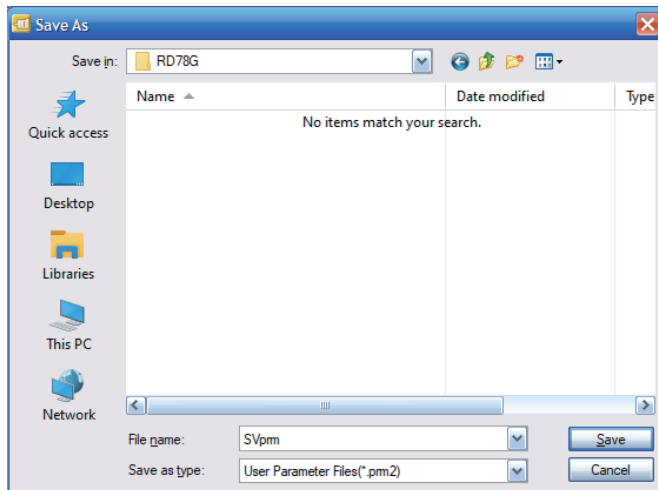 Save As
Save in:
RD78G
Name
Date modified
Type
No items match your search.
Quick access
Desktop
Libraries
This PC
Network
File name:
SVprm
Save
Save as type:
User Parameter Files(*.prm2)
Cancel